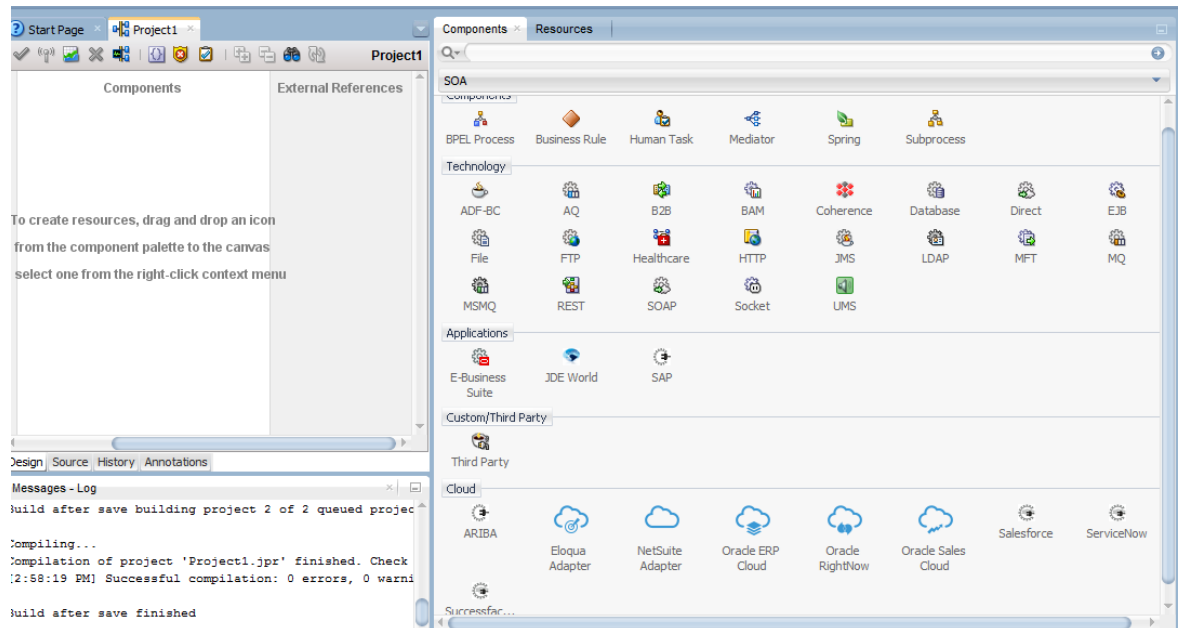 Start Page
Project1
Project1
Components
External References
To create resources, drag and drop an icon
from the component palette to the canvas
select one from the right-click context menu
Design Source History Annotations
Messages - Log
Build after save building project 2 of 2 queued projec
Compiling...
Compilation of project 'Project1.jpr' finished. Check
[2:58:19 PM] Successful compilation: 0 errors, 0 warni
Build after save finished
Components Resources
SOA
Components
BPEL Process Business Rule Human Task Mediator Spring Subprocess
Technology
ADF-BC AQ B2B BAM Coherence Database Direct EJB
File FTP Healthcare HTTP JMS LDAP MFT MQ
MSMQ REST SOAP Socket UMS
Applications
E-Business Suite JDE World SAP
Custom/Third Party
Third Party
Cloud
ARIBA Eloqua Adapter NetSuite Adapter Oracle ERP Cloud Oracle RightNow Oracle Sales Cloud Salesforce ServiceNow
Successfac...